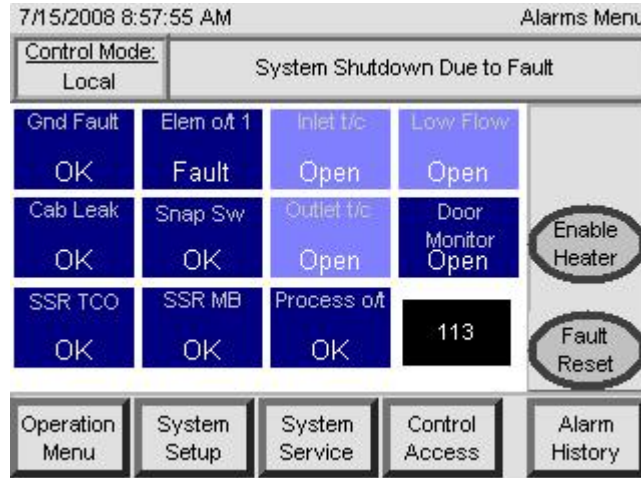 7/15/2008 8:57:55 AM
Alarms Menu
Control Mode:
Local
System Shutdown Due to Fault
Gnd Fault
OK
Elem o/t 1
Fault
Inlet t/c
Open
Low Flow
Open
Cab Leak
OK
Snap Sw
OK
Outlet t/c
Open
Door
Monitor
Open
Enable
Heater
SSR TCO
OK
SSR MB
OK
Process o/t
OK
113
Fault
Reset
Operation
Menu
System
Setup
System
Service
Control
Access
Alarm
History